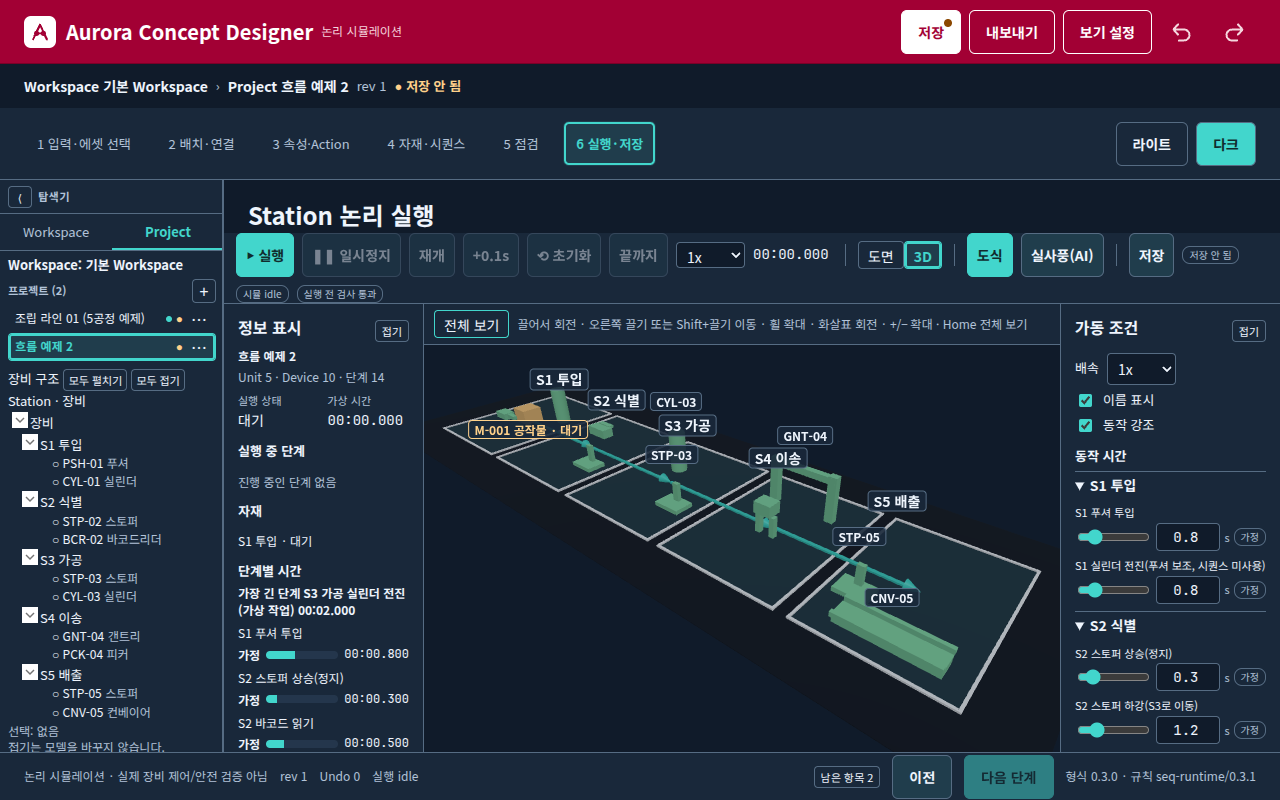 Aurora Concept Designer 논리 시뮬레이션
저장 내보내기 보기 설정
Workspace 기본 Workspace › Project 흐름 예제 2 rev 1 ● 저장 안 됨
1 입력·에셋 선택 2 배치·연결 3 속성·Action 4 자재·시퀀스 5 점검 6 실행·저장 라이트 다크
⟨ 탐색기
Workspace Project
Workspace: 기본 Workspace
프로젝트 (2) +
조립 라인 01 (5공정 예제) ● ● ···
흐름 예제 2 ● ···
장비 구조 모두 펼치기 모두 접기
Station · 장비
장비
S1 투입
○ PSH-01 푸셔
○ CYL-01 실린더
S2 식별
○ STP-02 스토퍼
○ BCR-02 바코드리더
S3 가공
○ STP-03 스토퍼
○ CYL-03 실린더
S4 이송
○ GNT-04 갠트리
○ PCK-04 피커
S5 배출
○ STP-05 스토퍼
○ CNV-05 컨베이어
선택: 없음
접기는 모델을 바꾸지 않습니다.
Station 논리 실행
▶ 실행 ❚❚ 일시정지 재개 +0.1s ⟲ 초기화 끝까지 1x 00:00.000 도면 3D 도식 실사풍(AI) 저장 저장 안 됨
시뮬 idle 실행 전 검사 통과
정보 표시 접기
흐름 예제 2
Unit 5 · Device 10 · 단계 14
실행 상태 가상 시간
대기 00:00.000
실행 중 단계
진행 중인 단계 없음
자재
S1 투입 · 대기
단계별 시간
가장 긴 단계 S3 가공 실린더 전진
(가상 작업) 00:02.000
S1 푸셔 투입
가정 00:00.800
S2 스토퍼 상승(정지)
가정 00:00.300
S2 바코드 읽기
가정 00:00.500
전체 보기 끌어서 회전 · 오른쪽 끌기 또는 Shift+끌기 이동 · 휠 확대 · 화살표 회전 · +/− 확대 · Home 전체 보기
S1 투입
S2 식별
CYL-03
S3 가공
M-001 공작물 · 대기
GNT-04
STP-03
S4 이송
S5 배출
STP-05
CNV-05
가동 조건 접기
배속 1x
이름 표시
동작 강조
동작 시간
▼ S1 투입
S1 푸셔 투입
0.8 s 가정
S1 실린더 전진(푸셔 보조, 시퀀스 미사용)
0.8 s 가정
▼ S2 식별
S2 스토퍼 상승(정지)
0.3 s 가정
S2 스토퍼 하강(S3로 이동)
1.2 s 가정
논리 시뮬레이션 · 실제 장비 제어/안전 검증 아님 rev 1 Undo 0 실행 idle
남은 항목 2 이전 다음 단계 형식 0.3.0 · 규칙 seq-runtime/0.3.1